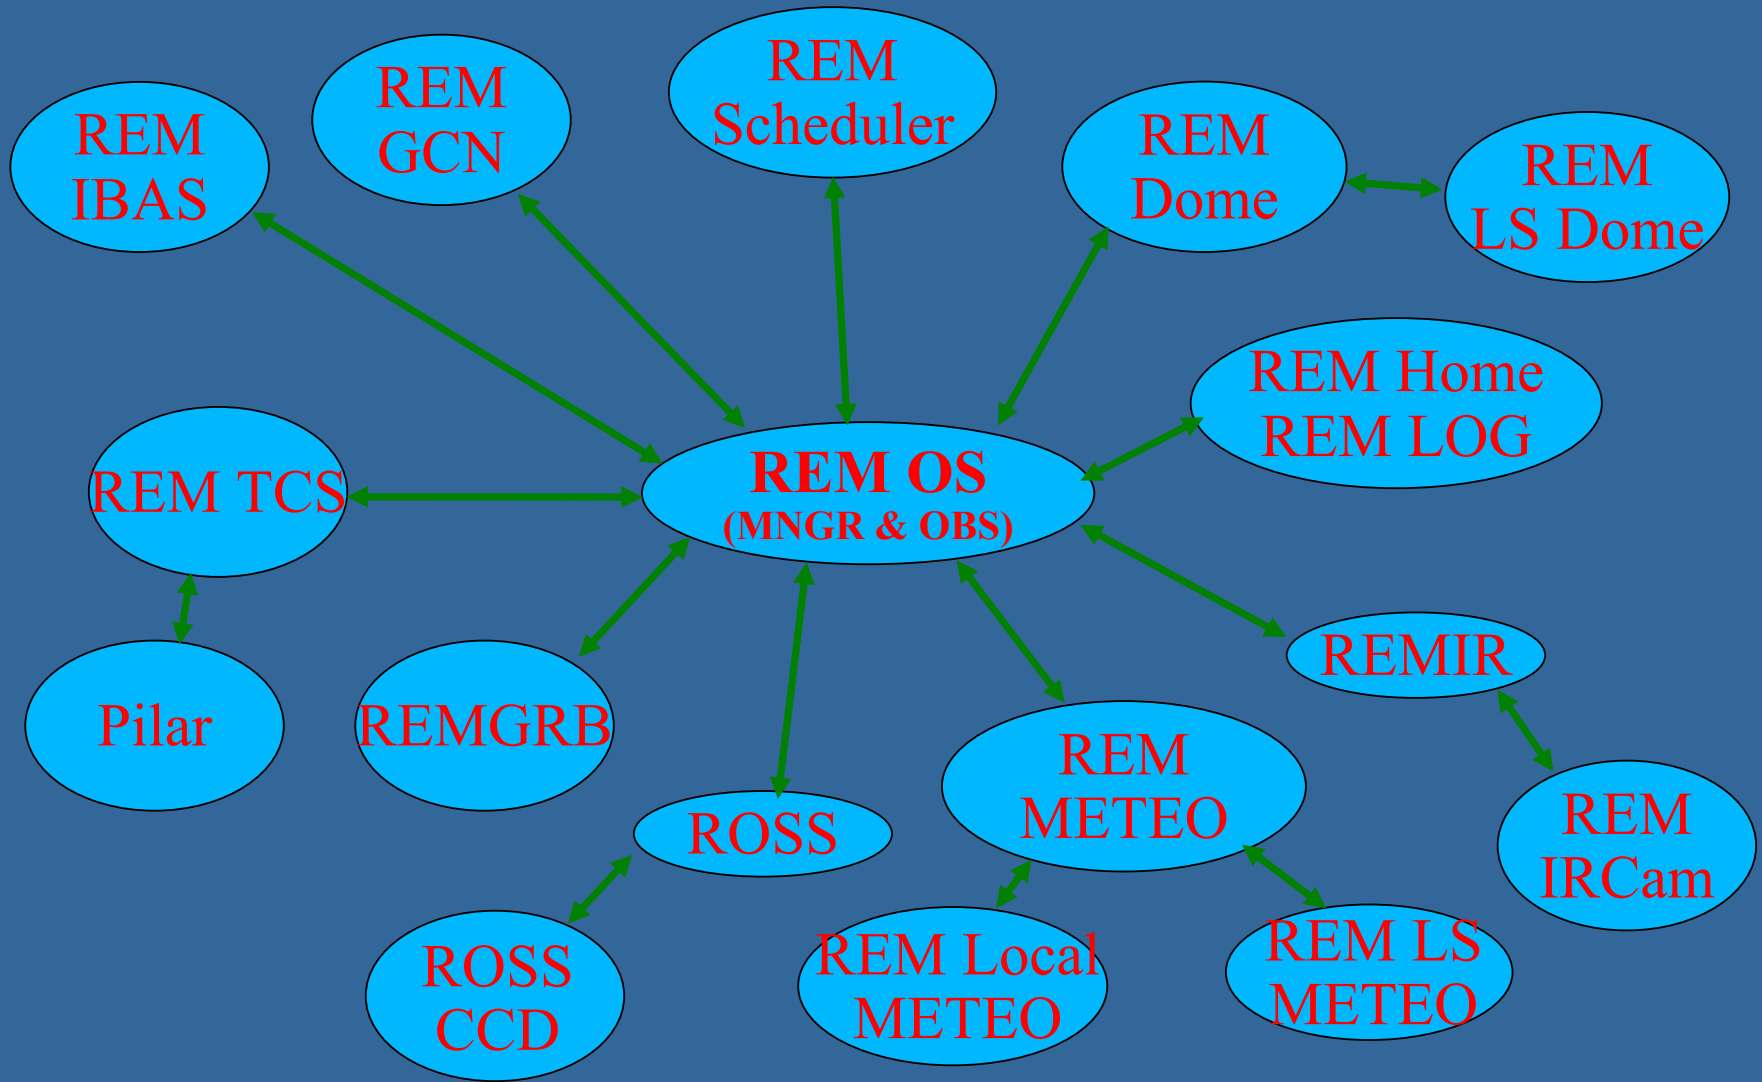 REM
IBAS
REM
GCN
REM
Scheduler
REM
Dome
REM
LS Dome
REM Home
REM LOG
REM TCS
REM OS
(MNGR & OBS)
Pilar
REMGRB
ROSS
REM
METEO
REMIR
REM
IRCam
ROSS
CCD
REM Local
METEO
REM LS
METEO